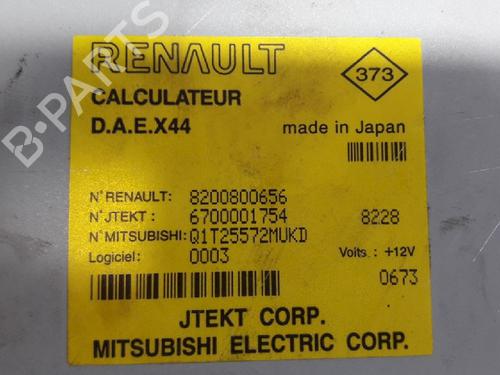 RENAULT
373
CALCULATEUR
D.A.E.X44
made in Japan
N°RENAULT: 8200800656
N°JTEKT : 6700001754 8228
N°MITSUBISHI: Q1T25572MUKD
Logiciel : 0003 Volts : +12V
0673
JTEKT CORP.
MITSUBISHI ELECTRIC CORP.
B-PARTS